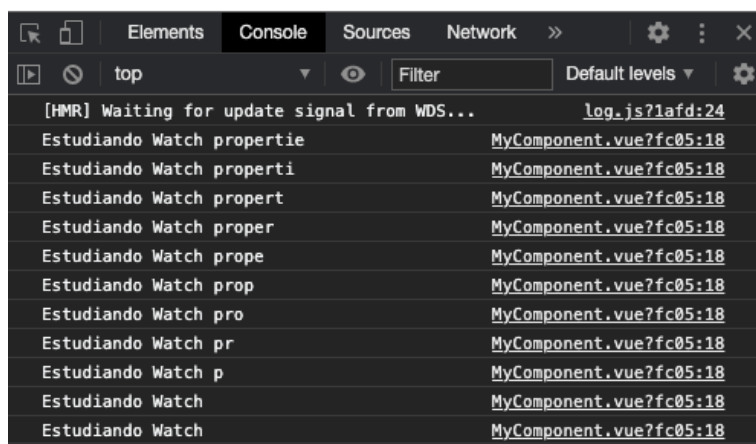 Elements Console Sources Network »
top Filter Default levels
[HMR] Waiting for update signal from WDS... log.js?1afd:24
Estudiando Watch propertie MyComponent.vue?fc05:18
Estudiando Watch properti MyComponent.vue?fc05:18
Estudiando Watch propert MyComponent.vue?fc05:18
Estudiando Watch proper MyComponent.vue?fc05:18
Estudiando Watch prope MyComponent.vue?fc05:18
Estudiando Watch prop MyComponent.vue?fc05:18
Estudiando Watch pro MyComponent.vue?fc05:18
Estudiando Watch pr MyComponent.vue?fc05:18
Estudiando Watch p MyComponent.vue?fc05:18
Estudiando Watch MyComponent.vue?fc05:18
Estudiando Watch MyComponent.vue?fc05:18